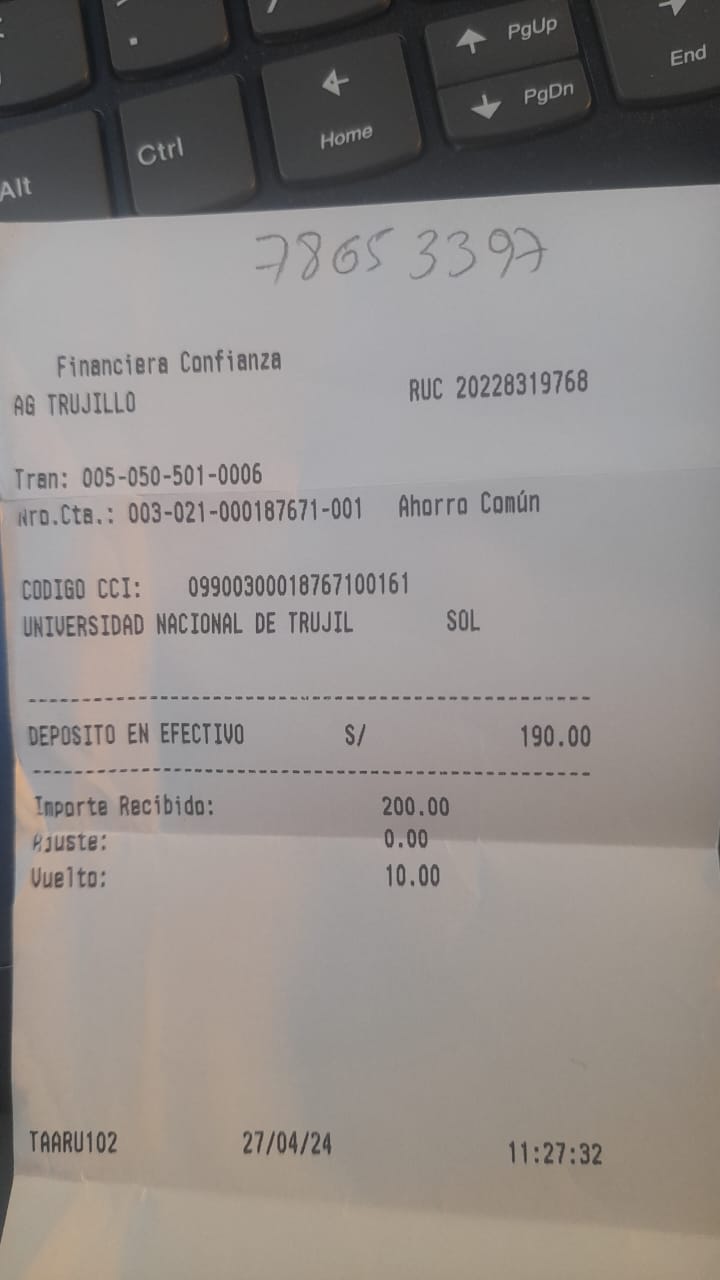 PgUp
End
PgDn
Home
Ctrl
Alt
78653397
Financiera Confianza
AG TRUJILLO RUC 20228319768
Tran: 005-050-501-0006
Nro.Cta.: 003-021-000187671-001 Ahorro Común
CODIGO CCI: 09900300018767100161
UNIVERSIDAD NACIONAL DE TRUJIL SOL
DEPOSITO EN EFECTIVO S/ 190.00
Importe Recibido: 200.00
Ajuste: 0.00
Vuelto: 10.00
TAARU102 27/04/24 11:27:32